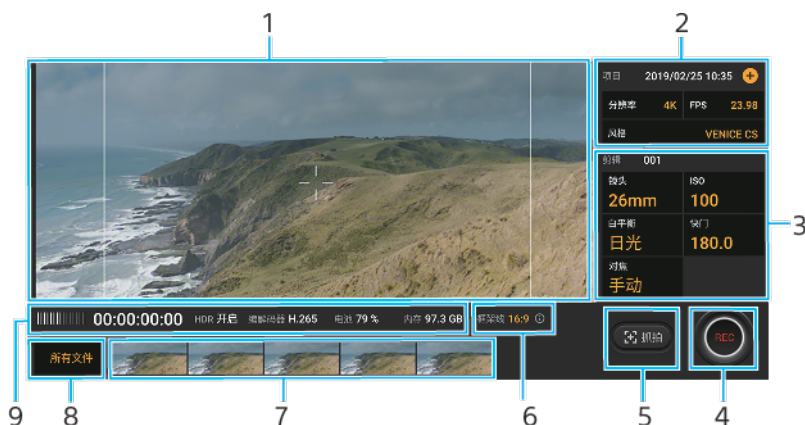 1
2
项目 2019/02/25 10:35
分辨率 4K FPS 23.98
风格 VENICE CS
剪辑 001
镜头 ISO
26mm 100
白平衡 快门
日光 180.0
对焦
手动
3
00:00:00:00 HDR 开启 编解码器 H.265 电池 79 % 内存 97.3 GB 框架线 16:9
抓拍 REC
所有文件
9 8 7 6 5 4